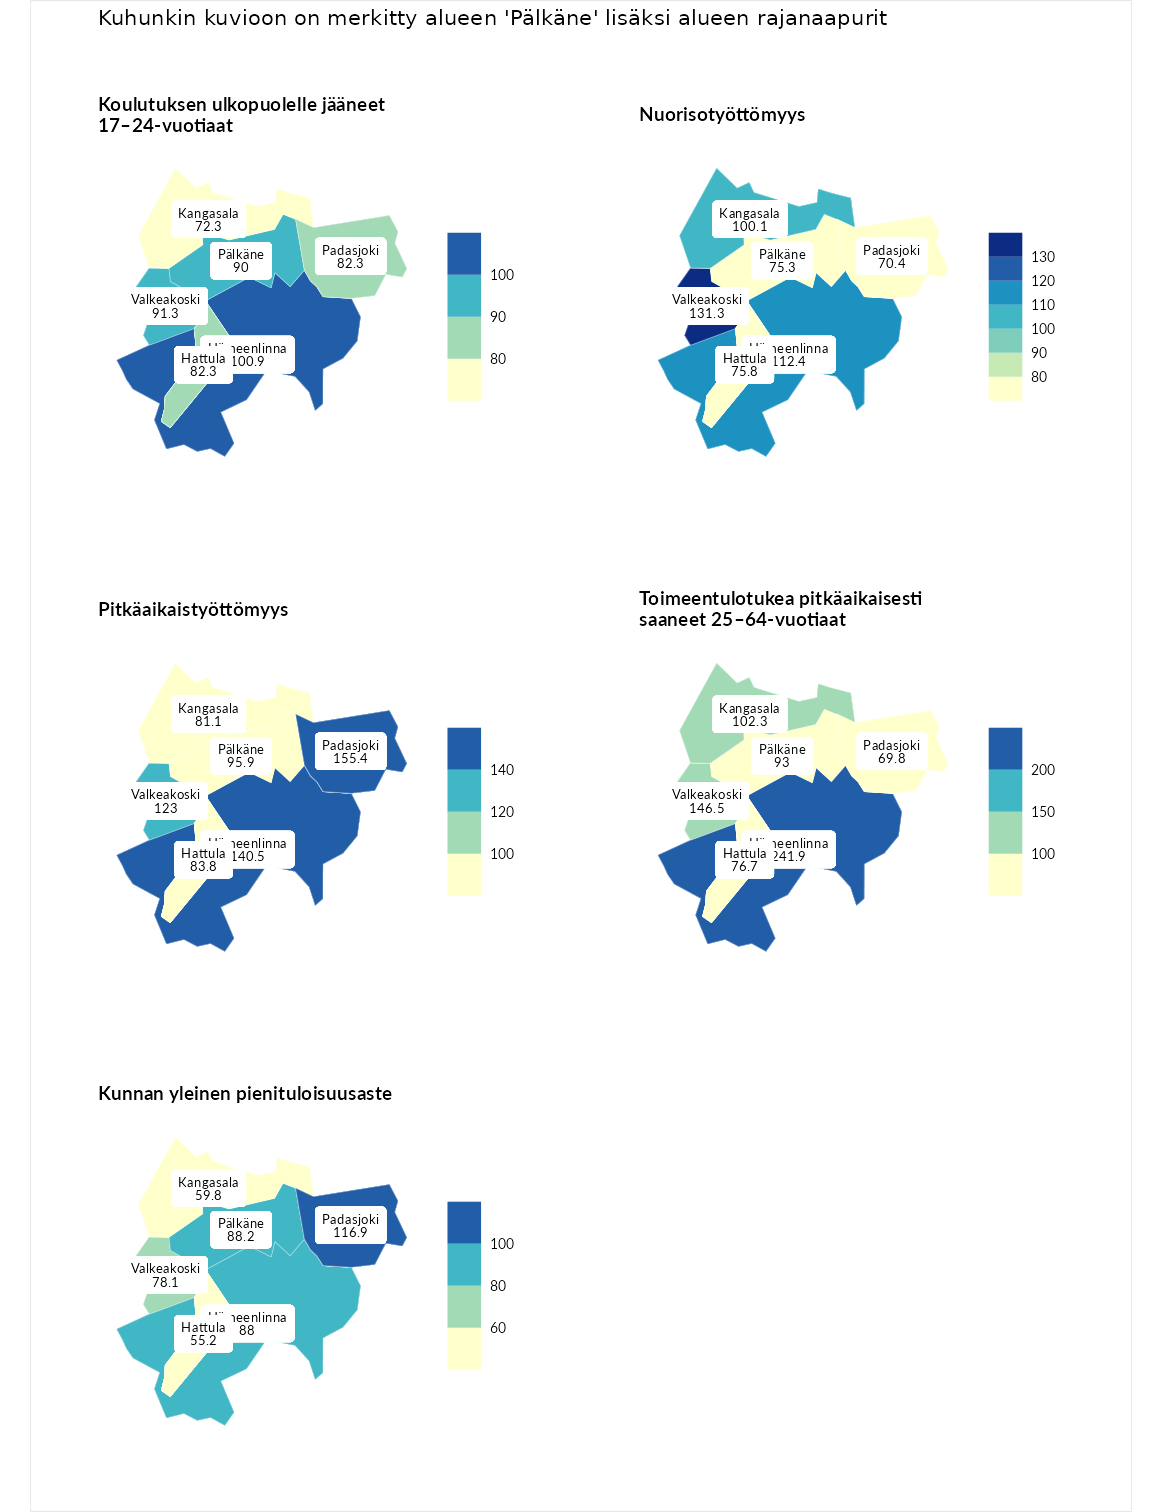 Kuhunkin kuvioon on merkitty alueen 'Pälkäne' lisäksi alueen rajanaapurit
Koulutuksen ulkopuolelle jääneet
17–24-vuotiaat
Kangasala
72.3
Pälkäne
90
Padasjoki
82.3
Valkeakoski
91.3
Hattula
82.3
100.9
100
90
80
Nuorisotyöttömyys
Kangasala
100.1
Pälkäne
75.3
Padasjoki
70.4
Valkeakoski
131.3
Hattula
75.8
112.4
130
120
110
100
90
80
Pitkäaikaistyöttömyys
Kangasala
81.1
Pälkäne
95.9
Padasjoki
155.4
Valkeakoski
123
Hattula
83.8
140.5
140
120
100
Toimeentulotukea pitkäaikaisesti
saaneet 25–64-vuotiaat
Kangasala
102.3
Pälkäne
93
Padasjoki
69.8
Valkeakoski
146.5
Hattula
76.7
241.9
200
150
100
Kunnan yleinen pienituloisuusaste
Kangasala
59.8
Pälkäne
88.2
Padasjoki
116.9
Valkeakoski
78.1
Hattula
55.2
88
100
80
60